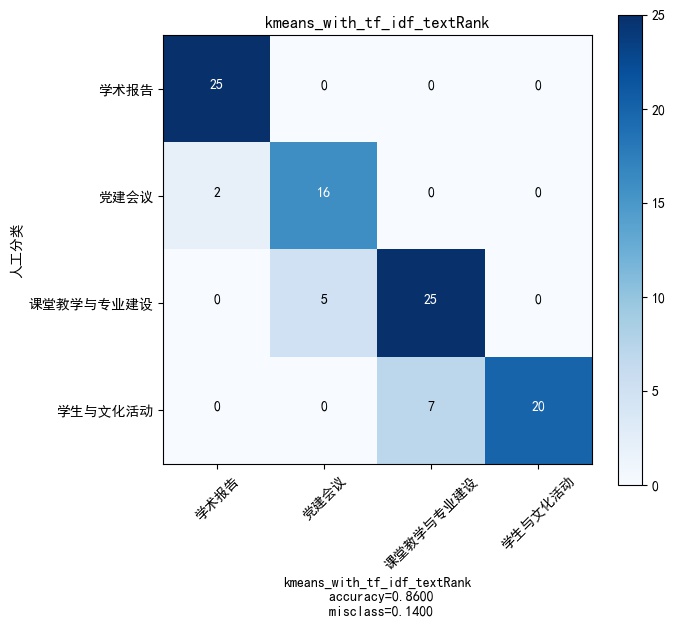 kmeans_with_tf_idf_textRank
25
学术报告
25
0
0
0
20
党建会议
2
16
0
0
15
人工分类
10
课堂教学与专业建设
0
5
25
0
5
学生与文化活动
0
0
7
20
0
学术报告
党建会议
课堂教学与专业建设
学生与文化活动
kmeans_with_tf_idf_textRank
accuracy=0.8600
misclass=0.1400